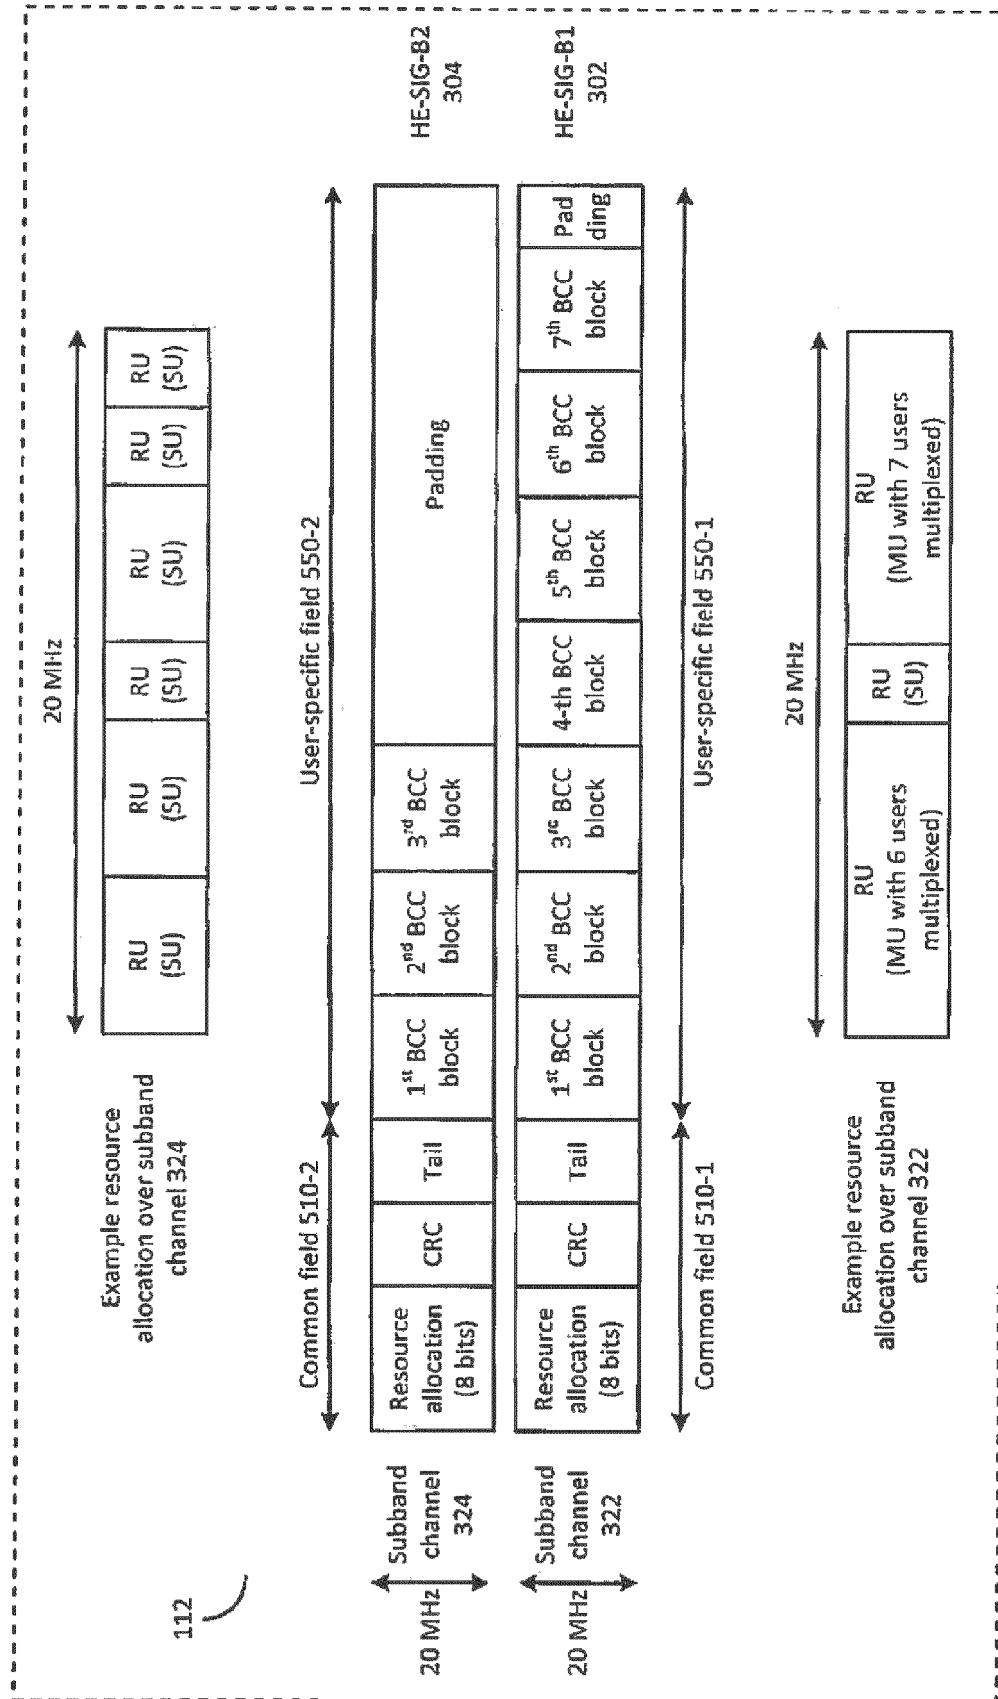 112
Example resource
allocation over subband
channel 324
20 MHz
RU
(SU)
RU
(SU)
RU
(SU)
RU
(SU)
RU
(SU)
RU
(SU)
Common field 510-2
User-specific field 550-2
20 MHz
Subband
channel
324
Resource
allocation
(8 bits)
CRC
Tail
1st BCC
block
2nd BCC
block
3rd BCC
block
Padding
HE-SIG-B2
304
20 MHz
Subband
channel
322
Resource
allocation
(8 bits)
CRC
Tail
1st BCC
block
2nd BCC
block
3rd BCC
block
4-th BCC
block
5th BCC
block
6th BCC
block
7th BCC
block
Pad
ding
HE-SIG-B1
302
Common field 510-1
User-specific field 550-1
Example resource
allocation over subband
channel 322
20 MHz
RU
(MU with 6 users
multiplexed)
RU
(SU)
RU
(MU with 7 users
multiplexed)